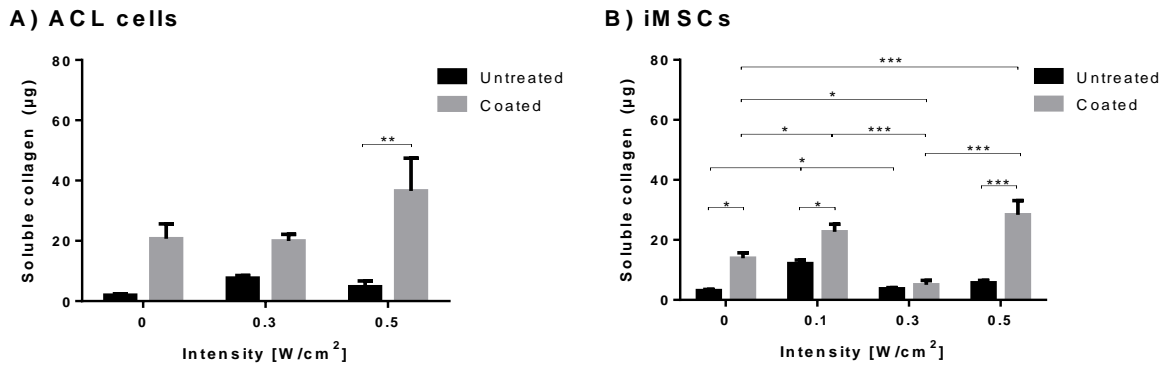 A) ACL cells
80
60
40
20
0
Soluble collagen (µg)
Untreated
Coated
**
0 0.3 0.5
Intensity [W/cm²]
B) iMSCs
80
60
40
20
0
Soluble collagen (µg)
Untreated
Coated
***
*
* ***
***
*
***
* *
0 0.1 0.3 0.5
Intensity [W/cm²]